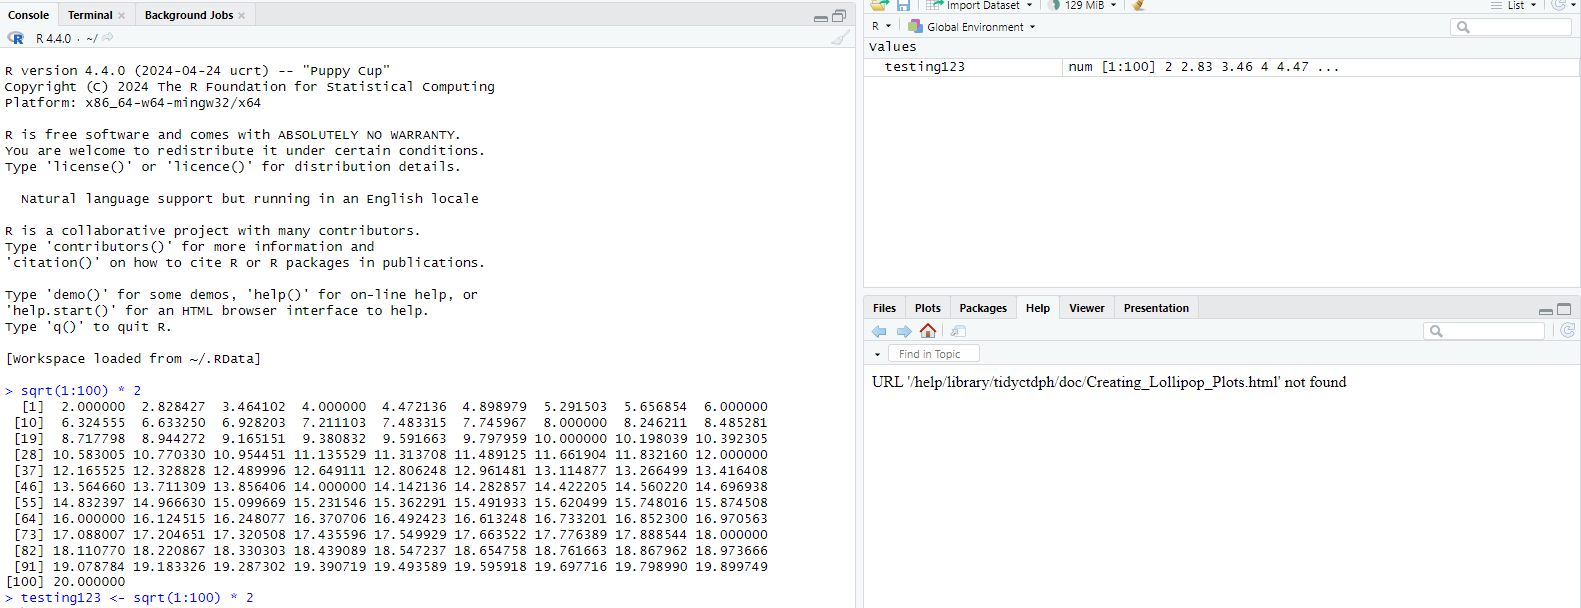 Console Terminal Background Jobs
R 4.4.0 · ~/
R version 4.4.0 (2024-04-24 ucrt) -- "Puppy Cup"
Copyright (C) 2024 The R Foundation for Statistical Computing
Platform: x86_64-w64-mingw32/x64
R is free software and comes with ABSOLUTELY NO WARRANTY.
You are welcome to redistribute it under certain conditions.
Type 'license()' or 'licence()' for distribution details.
Natural language support but running in an English locale
R is a collaborative project with many contributors.
Type 'contributors()' for more information and
'citation()' on how to cite R or R packages in publications.
Type 'demo()' for some demos, 'help()' for on-line help, or
'help.start()' for an HTML browser interface to help.
Type 'q()' to quit R.
[Workspace loaded from ~/.RData]
> sqrt(1:100) * 2
[1] 2.000000 2.828427 3.464102 4.000000 4.472136 4.898979 5.291503 5.656854 6.000000
[10] 6.324555 6.633250 6.928203 7.211103 7.483315 7.745967 8.000000 8.246211 8.485281
[19] 8.717798 8.944272 9.165151 9.380832 9.591663 9.797959 10.000000 10.198039 10.392305
[28] 10.583005 10.770330 10.954451 11.135529 11.313708 11.489125 11.661904 11.832160 12.000000
[37] 12.165525 12.328828 12.489996 12.649111 12.806248 12.961481 13.114877 13.266499 13.416408
[46] 13.564660 13.711309 13.856406 14.000000 14.142136 14.282857 14.422205 14.560220 14.696938
[55] 14.832397 14.966630 15.099669 15.231546 15.362291 15.491933 15.620499 15.748016 15.874508
[64] 16.000000 16.124515 16.248077 16.370706 16.492423 16.613248 16.733201 16.852300 16.970563
[73] 17.088007 17.204651 17.320508 17.435596 17.549929 17.663522 17.776389 17.888544 18.000000
[82] 18.110770 18.220867 18.330303 18.439089 18.547237 18.654758 18.761663 18.867962 18.973666
[91] 19.078784 19.183326 19.287302 19.390719 19.493589 19.595918 19.697716 19.798990 19.899749
[100] 20.000000
> testing123 <- sqrt(1:100) * 2
Import Dataset 129 MiB List
R Global Environment
Values
testing123 num [1:100] 2 2.83 3.46 4 4.47 ...
Files Plots Packages Help Viewer Presentation
Find in Topic
URL '/help/library/tidyctdph/doc/Creating_Lollipop_Plots.html' not found